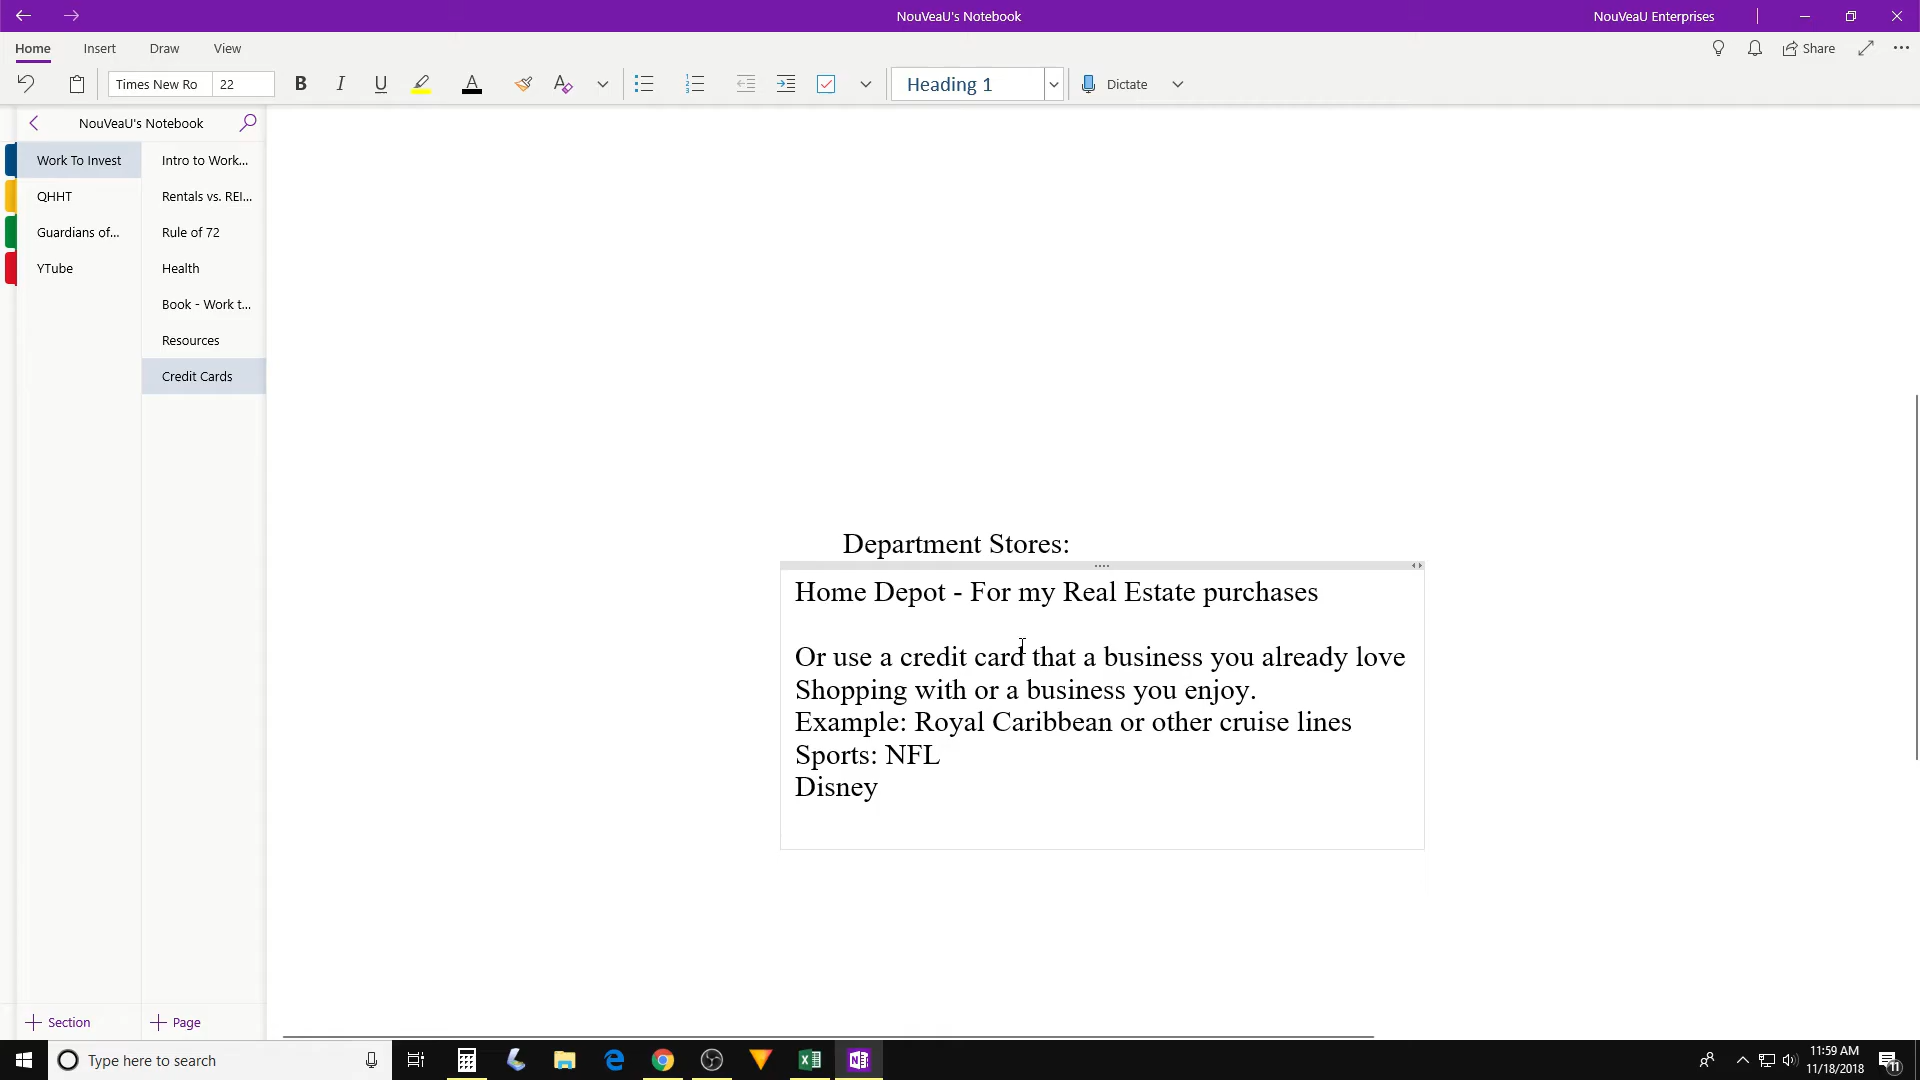 NouVeaU's Notebook
NouVeaU Enterprises
Home Insert Draw View
Share
Times New Ro 22
B I U A A
Heading 1
Dictate
NouVeaU's Notebook
Work To Invest
QHHT
Guardians of...
YTube
Intro to Work...
Rentals vs. REI...
Rule of 72
Health
Book - Work t...
Resources
Credit Cards
Department Stores:
Home Depot - For my Real Estate purchases
Or use a credit card that a business you already love
Shopping with or a business you enjoy.
Example: Royal Caribbean or other cruise lines
Sports: NFL
Disney
Section
Page
Type here to search
11:59 AM
11/18/2018
11